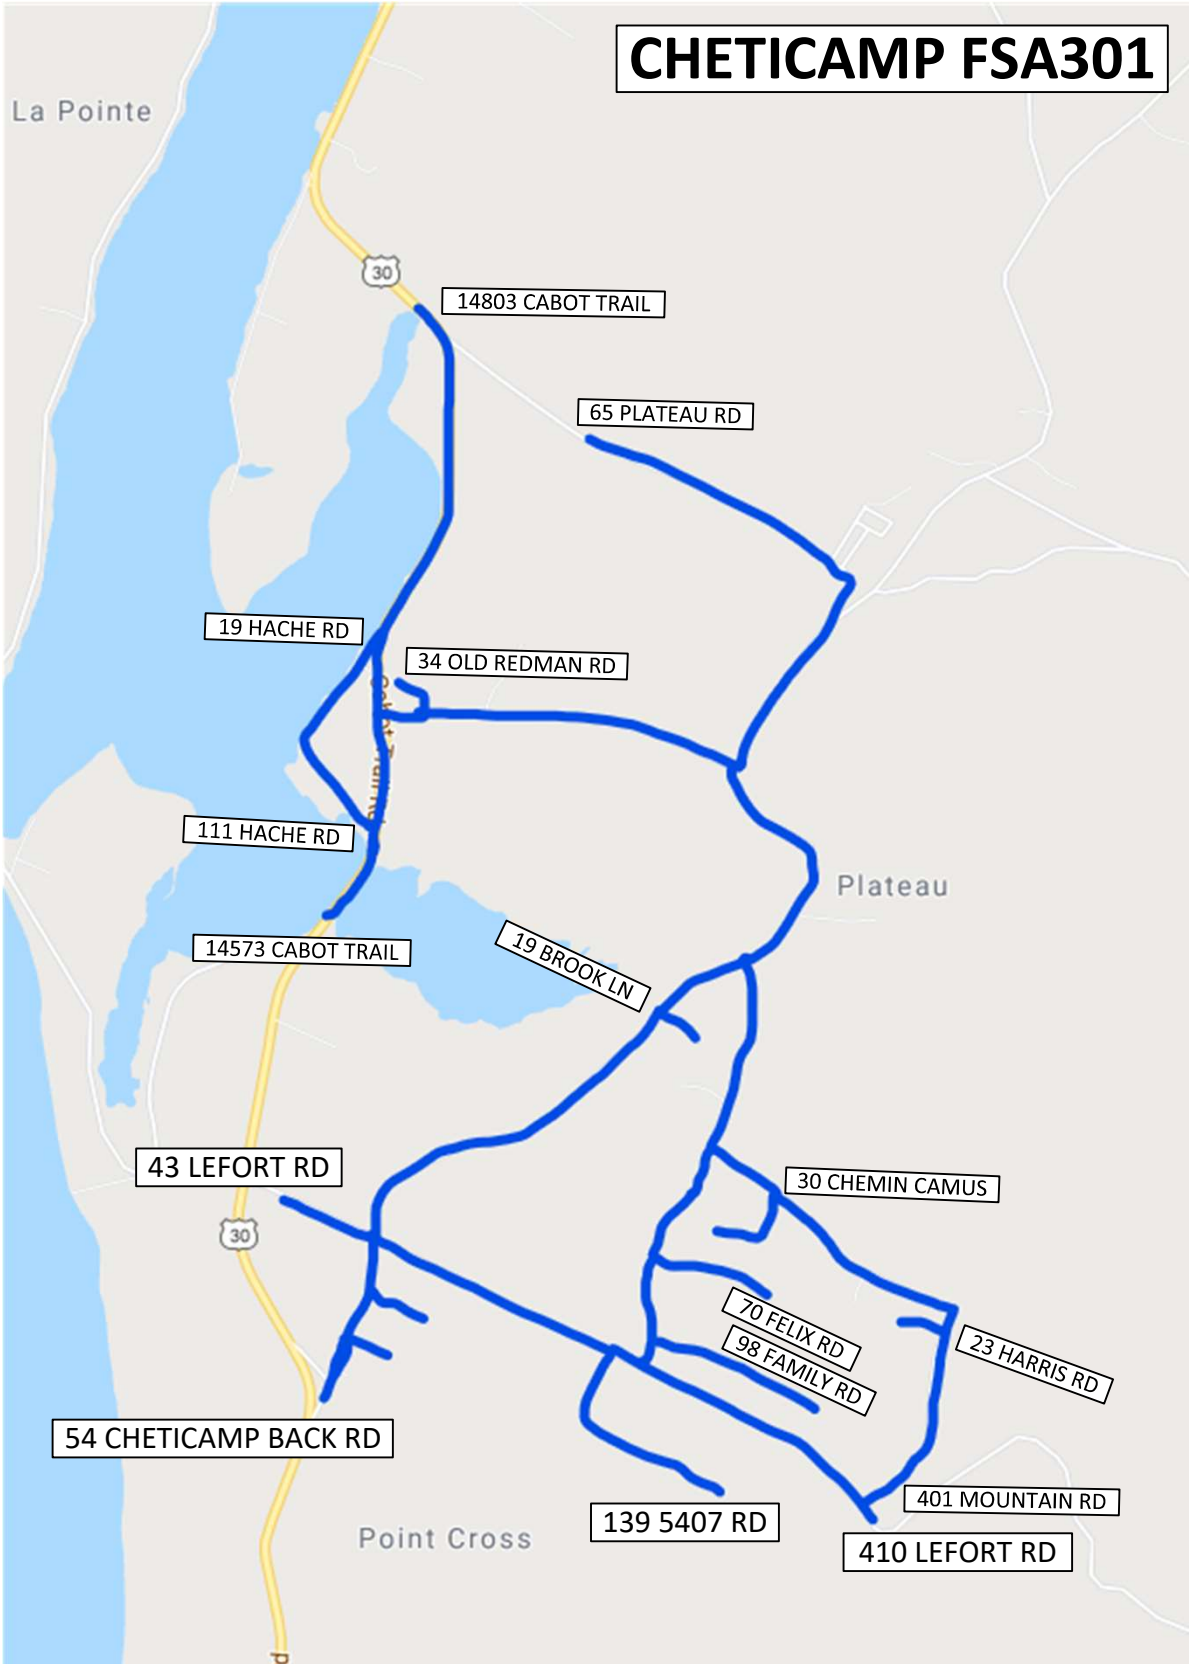 CHETICAMP FSA301
La Pointe
30
14803 CABOT TRAIL
65 PLATEAU RD
19 HACHE RD
34 OLD REDMAN RD
Cabot Trail Rd
111 HACHE RD
Plateau
14573 CABOT TRAIL
19 BROOK LN
43 LEFORT RD
30 CHEMIN CAMUS
30
70 FELIX RD
98 FAMILY RD
23 HARRIS RD
54 CHETICAMP BACK RD
401 MOUNTAIN RD
139 5407 RD
Point Cross
410 LEFORT RD